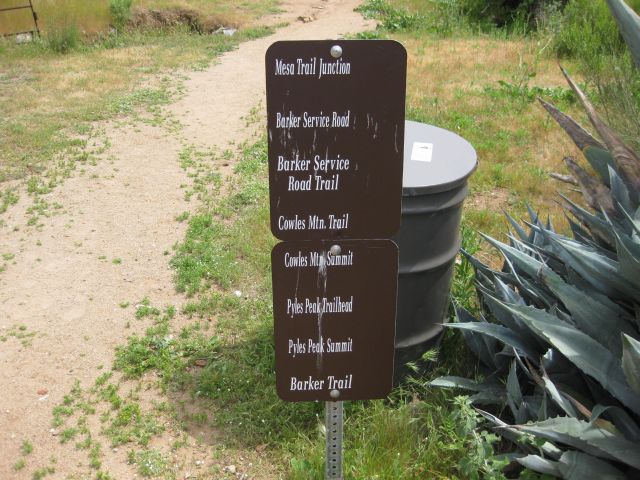 Mesa Trail Junction
Barker Service Road
Barker Service
Road Trail
Cowles Mtn. Trail
Cowles Mtn. Summit
Pyles Peak Trailhead
Pyles Peak Summit
Barker Trail